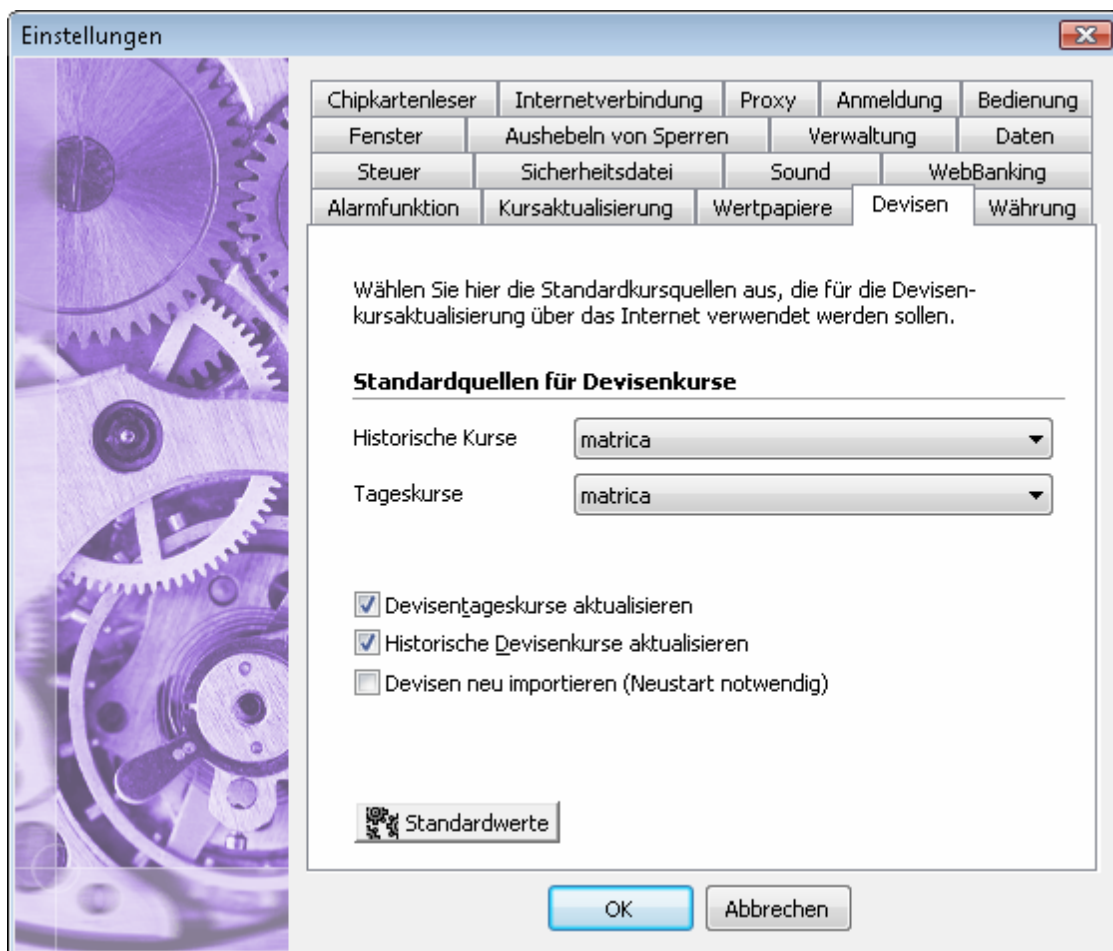 Einstellungen
Chipkartenleser Internetverbindung Proxy Anmeldung Bedienung
Fenster Aushebeln von Sperren Verwaltung Daten
Steuer Sicherheitsdatei Sound WebBanking
Alarmfunktion Kursaktualisierung Wertpapiere Devisen Währung
Wählen Sie hier die Standardkursquellen aus, die für die Devisen-
kursaktualisierung über das Internet verwendet werden sollen.
Standardquellen für Devisenkurse
Historische Kurse matrica
Tageskurse matrica
Devisentageskurse aktualisieren
Historische Devisenkurse aktualisieren
Devisen neu importieren (Neustart notwendig)
Standardwerte
OK Abbrechen